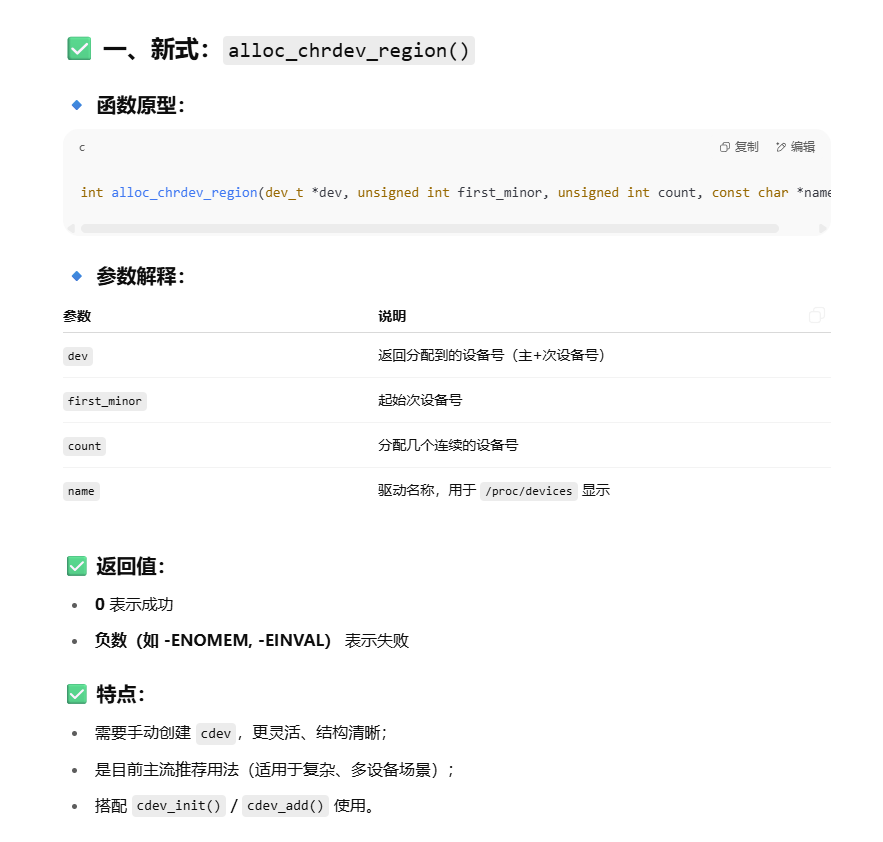 ✅ 一、新式：alloc_chrdev_region()
🔹 函数原型：
c 复制 编辑
int alloc_chrdev_region(dev_t *dev, unsigned int first_minor, unsigned int count, const char *name
🔹 参数解释：
参数 说明
dev 返回分配到的设备号（主+次设备号）
first_minor 起始次设备号
count 分配几个连续的设备号
name 驱动名称，用于 /proc/devices 显示
✅ 返回值：
• 0 表示成功
• 负数（如 -ENOMEM, -EINVAL） 表示失败
✅ 特点：
• 需要手动创建 cdev，更灵活、结构清晰；
• 是目前主流推荐用法（适用于复杂、多设备场景）；
• 搭配 cdev_init() / cdev_add() 使用。